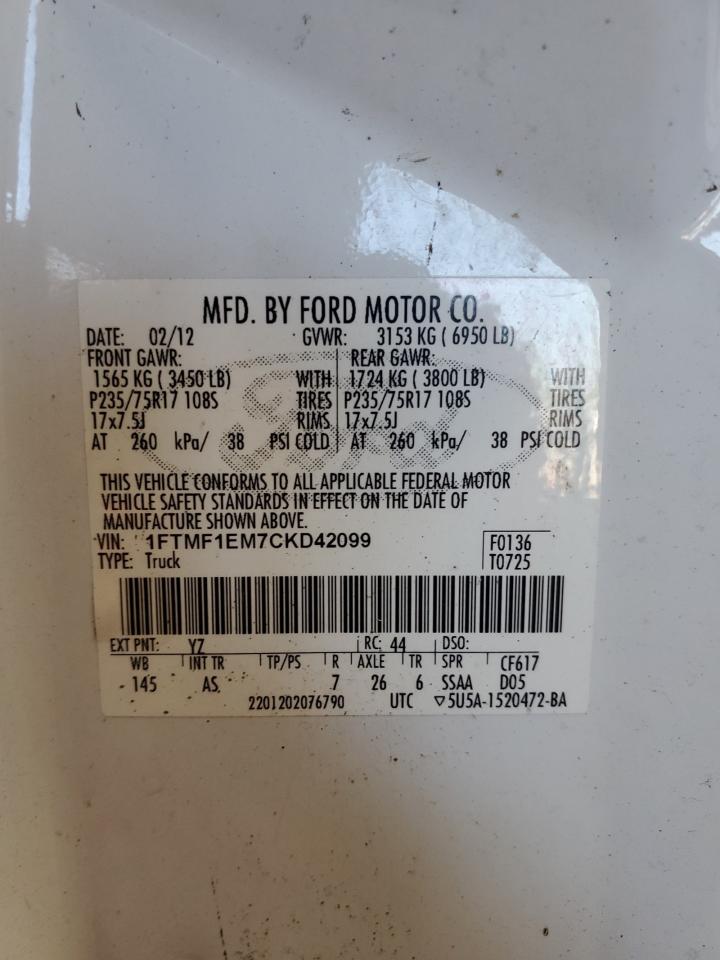 MFD. BY FORD MOTOR CO.
DATE: 02/12 GVWR: 3153 KG ( 6950 LB)
FRONT GAWR: REAR GAWR:
1565 KG ( 3450 LB) WITH 1724 KG ( 3800 LB) WITH
P235/75R17 108S TIRES P235/75R17 108S TIRES
17x7.5J RIMS 17x7.5J RIMS
AT 260 kPa/ 38 PSI COLD AT 260 kPa/ 38 PSI COLD
Ford
THIS VEHICLE CONFORMS TO ALL APPLICABLE FEDERAL MOTOR
VEHICLE SAFETY STANDARDS IN EFFECT ON THE DATE OF
MANUFACTURE SHOWN ABOVE.
VIN: 1FTMF1EM7CKD42099 F0136
TYPE: Truck T0725
EXT PNT: YZ RC: 44 DSO:
WB INT TR TP/PS R AXLE TR SPR CF617
145 AS 7 26 6 SSAA D05
2201202076790 UTC ▽5U5A-1520472-BA